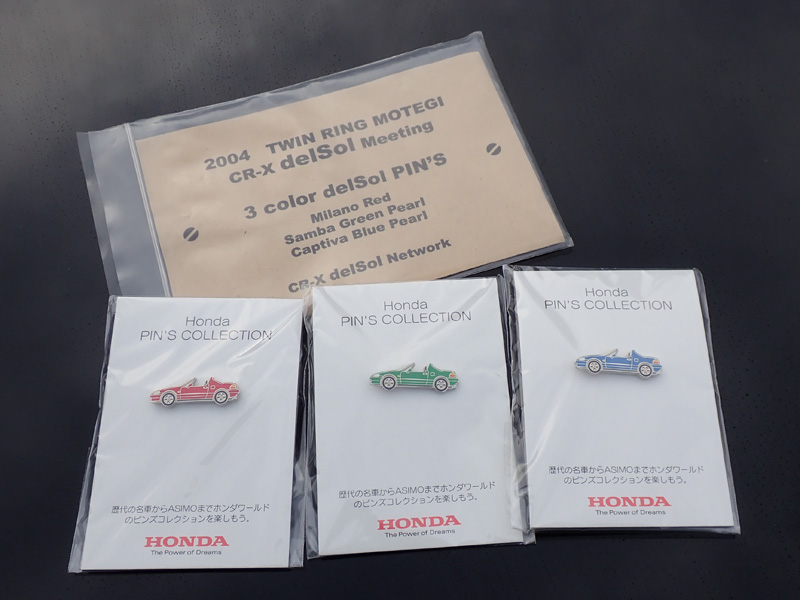 2004 TWIN RING MOTEGI
CR-X delSol Meeting
3 color delSol PIN'S
Milano Red
Samba Green Pearl
Captiva Blue Pearl
CR-X delSol Network
Honda
PIN'S COLLECTION
歴代の名車からASIMOまでホンダワールド
のピンズコレクションを楽しもう。
HONDA
The Power of Dreams
Honda
PIN'S COLLECTION
歴代の名車からASIMOまでホンダワールド
のピンズコレクションを楽しもう。
HONDA
The Power of Dreams
Honda
PIN'S COLLECTION
歴代の名車からASIMOまでホンダワールド
のピンズコレクションを楽しもう。
HONDA
The Power of Dreams